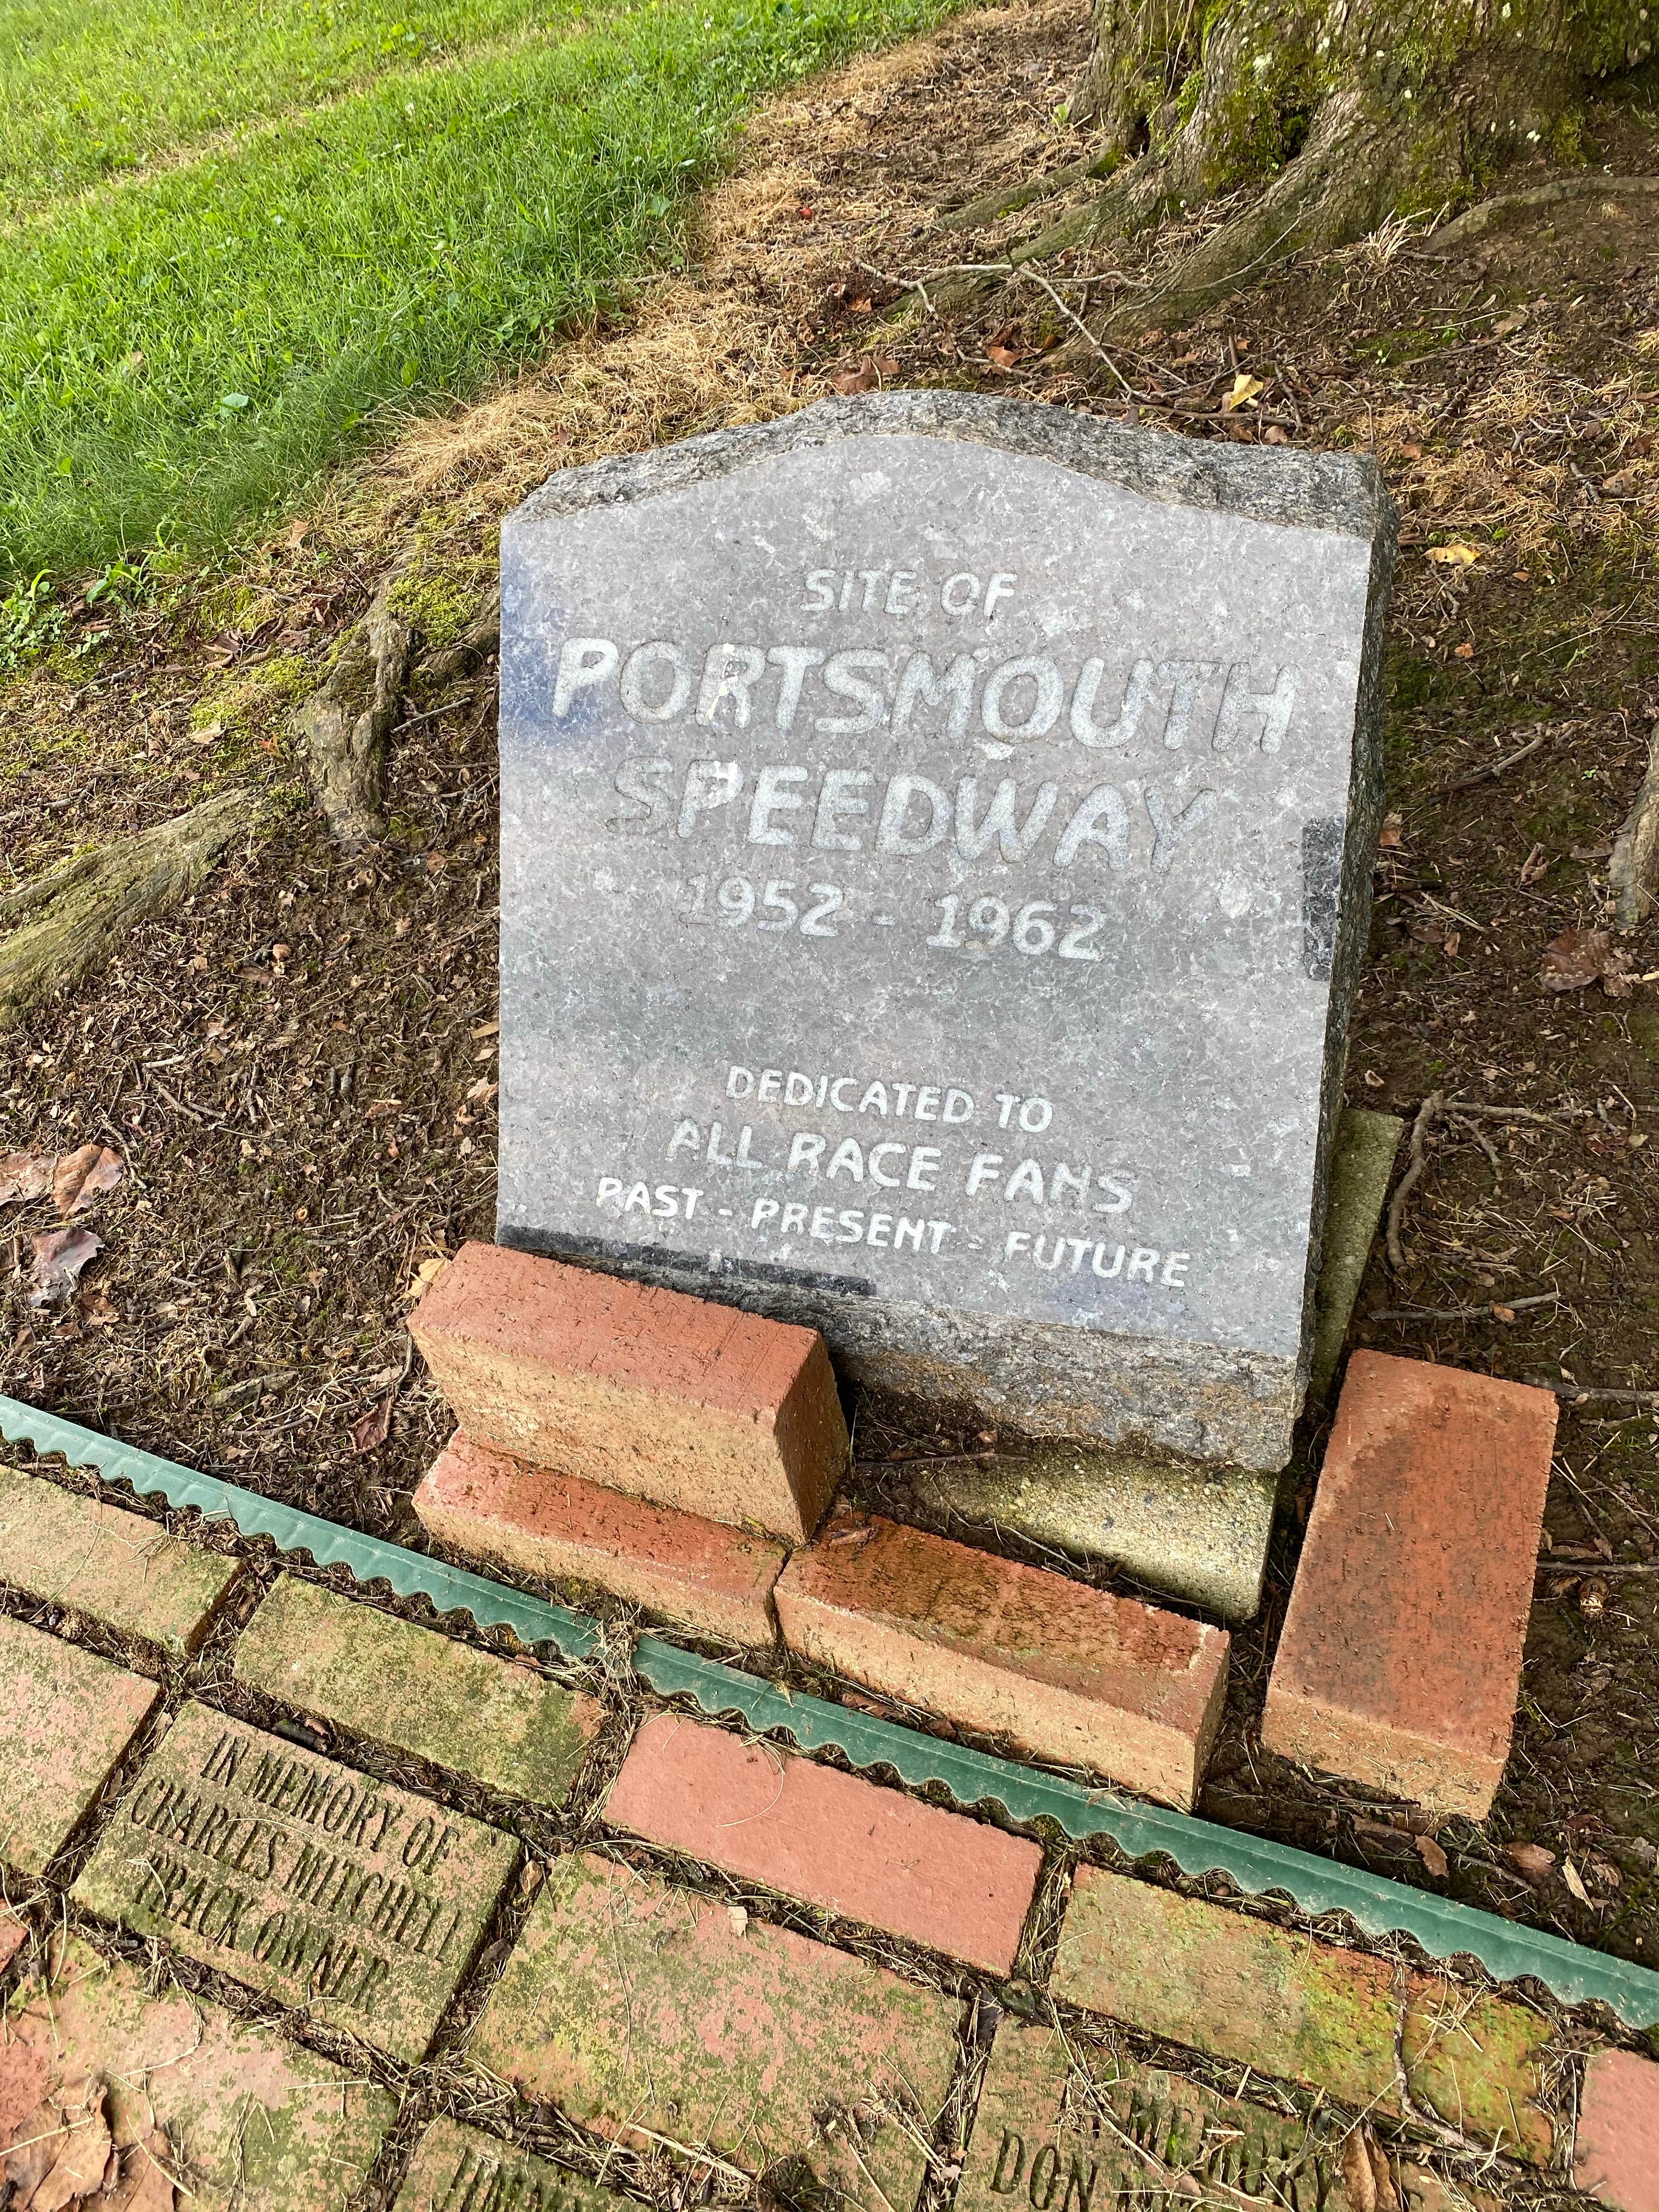 SITE OF
PORTSMOUTH
SPEEDWAY
1952 - 1962
DEDICATED TO
ALL RACE FANS
PAST - PRESENT - FUTURE
IN MEMORY OF
CHARLES MITCHELL
TRACK OWNER
DON